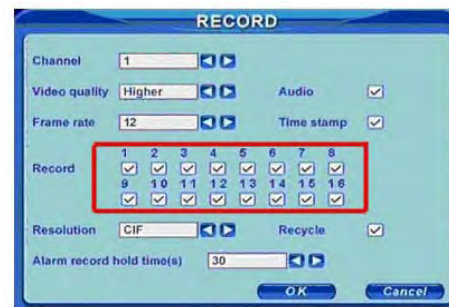 RECORD
Channel 1
Video quality Higher Audio
Frame rate 12 Time stamp
1 2 3 4 5 6 7 8
Record
9 10 11 12 13 14 15 16
Resolution CIF Recycle
Alarm record hold time(s) 30
OK Cancel